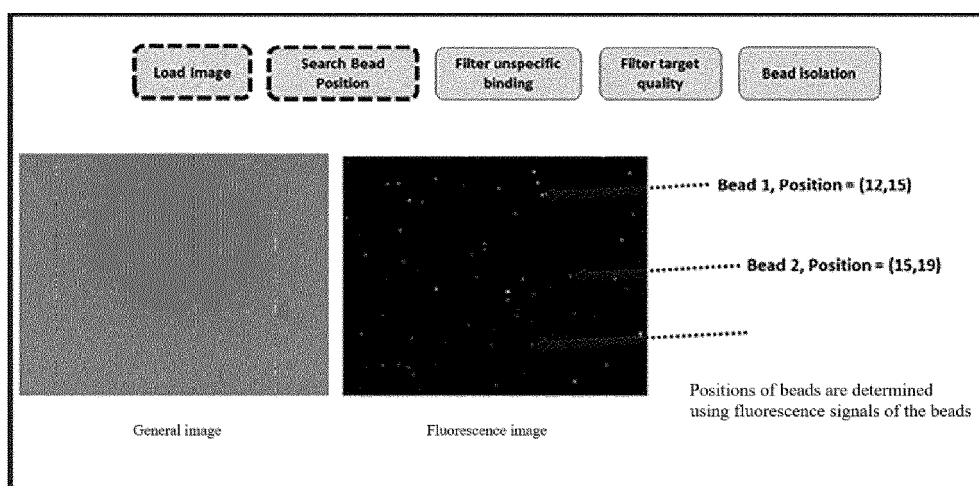 Load Image
Search Bead
Position
Filter unspecific
binding
Filter target
quality
Bead isolation
Bead 1, Position = (12,15)
Bead 2, Position = (15,19)
Positions of beads are determined
using fluorescence signals of the beads
General image
Fluorescence image